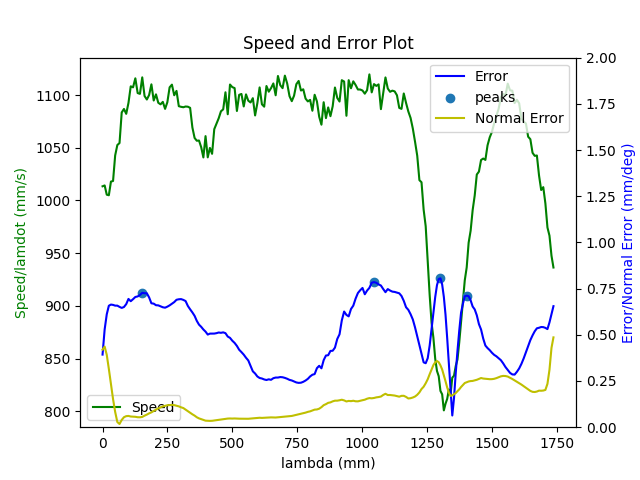 Speed and Error Plot
Speed/lamdot (mm/s)
1100
1050
1000
950
900
850
800
2.00
1.75
1.50
1.25
1.00
0.75
0.50
0.25
0.00
Error/Normal Error (mm/deg)
Error
peaks
Normal Error
Speed
0 250 500 750 1000 1250 1500 1750
lambda (mm)